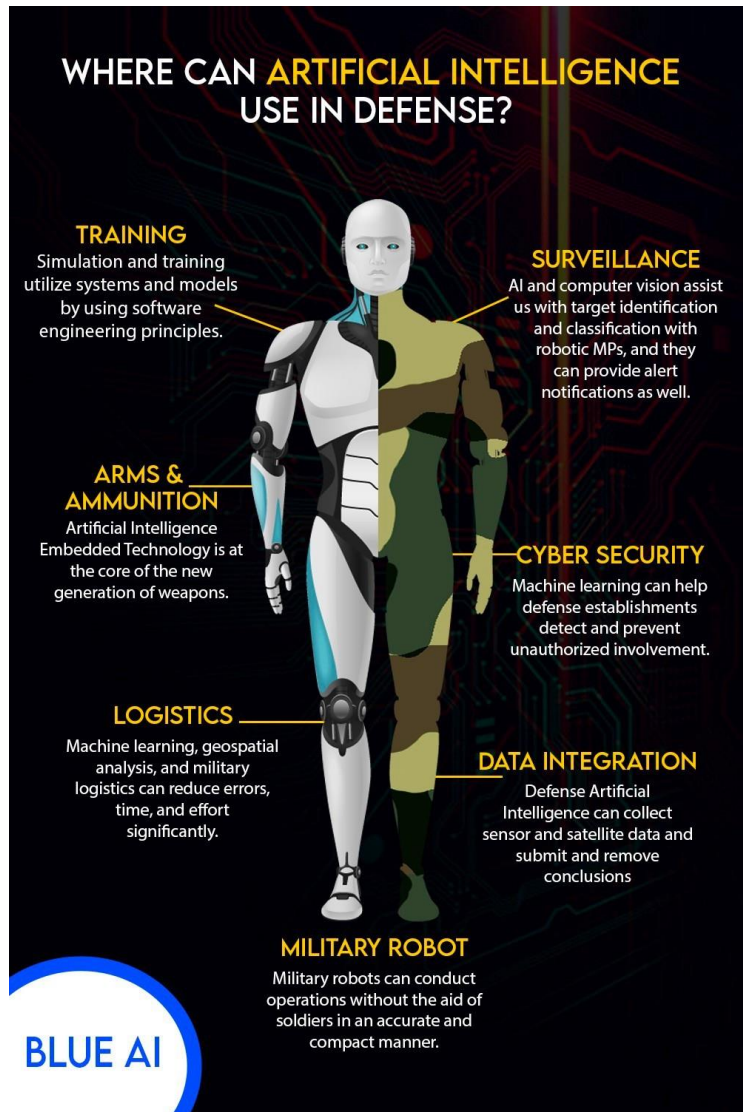 WHERE CAN ARTIFICIAL INTELLIGENCE
USE IN DEFENSE?
TRAINING
Simulation and training
utilize systems and models
by using software
engineering principles.
SURVEILLANCE
AI and computer vision assist
us with target identification
and classification with
robotic MPs, and they
can provide alert
notifications as well.
ARMS &
AMMUNITION
Artificial Intelligence
Embedded Technology is at
the core of the new
generation of weapons.
CYBER SECURITY
Machine learning can help
defense establishments
detect and prevent
unauthorized involvement.
LOGISTICS
Machine learning, geospatial
analysis, and military
logistics can reduce errors,
time, and effort
significantly.
DATA INTEGRATION
Defense Artificial
Intelligence can collect
sensor and satellite data and
submit and remove
conclusions
MILITARY ROBOT
Military robots can conduct
operations without the aid of
soldiers in an accurate and
compact manner.
BLUE AI